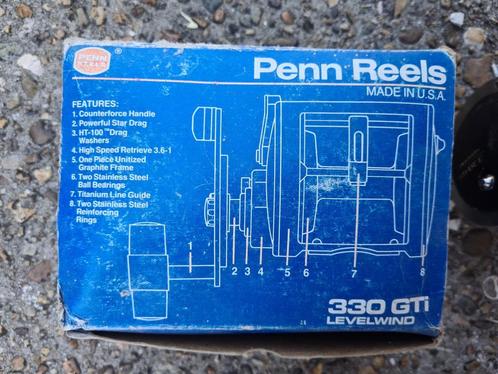 PENN
REELS
®
Penn Reels
MADE IN U.S.A.
FEATURES:
1. Counterforce Handle
2. Powerful Star Drag
3. HT-100™ Drag
Washers
4. High Speed Retrieve 3.6-1
5. One Piece Unitized
Graphite Frame
6. Two Stainless Steel
Ball Bearings
7. Titanium Line Guide
8. Two Stainless Steel
Reinforcing
Rings
1 2 3 4 5 6 7 8
330 GTi
LEVELWIND